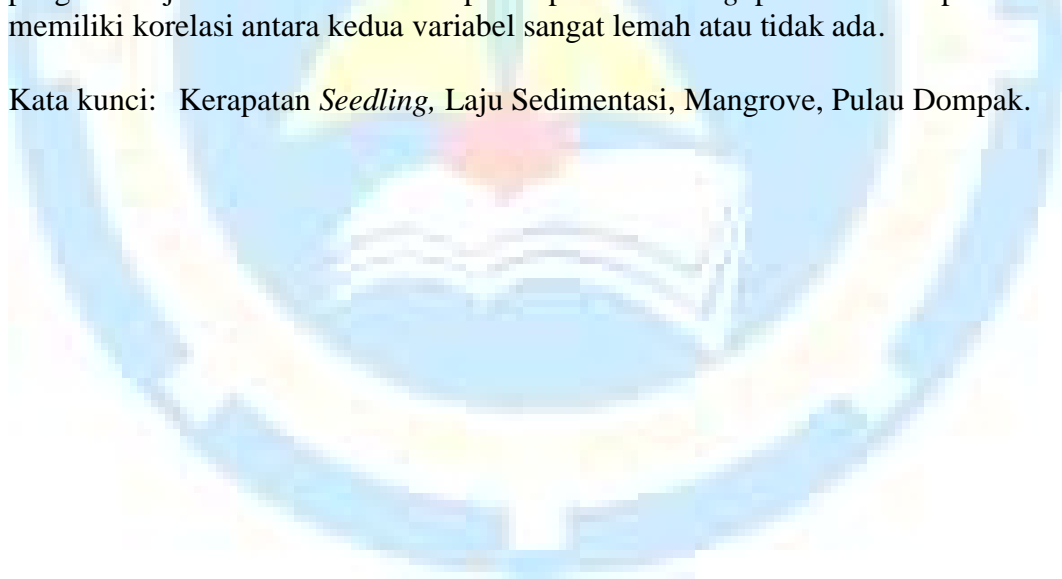 memiliki korelasi antara kedua variabel sangat lemah atau tidak ada.
Kata kunci: Kerapatan Seedling, Laju Sedimentasi, Mangrove, Pulau Dompak.